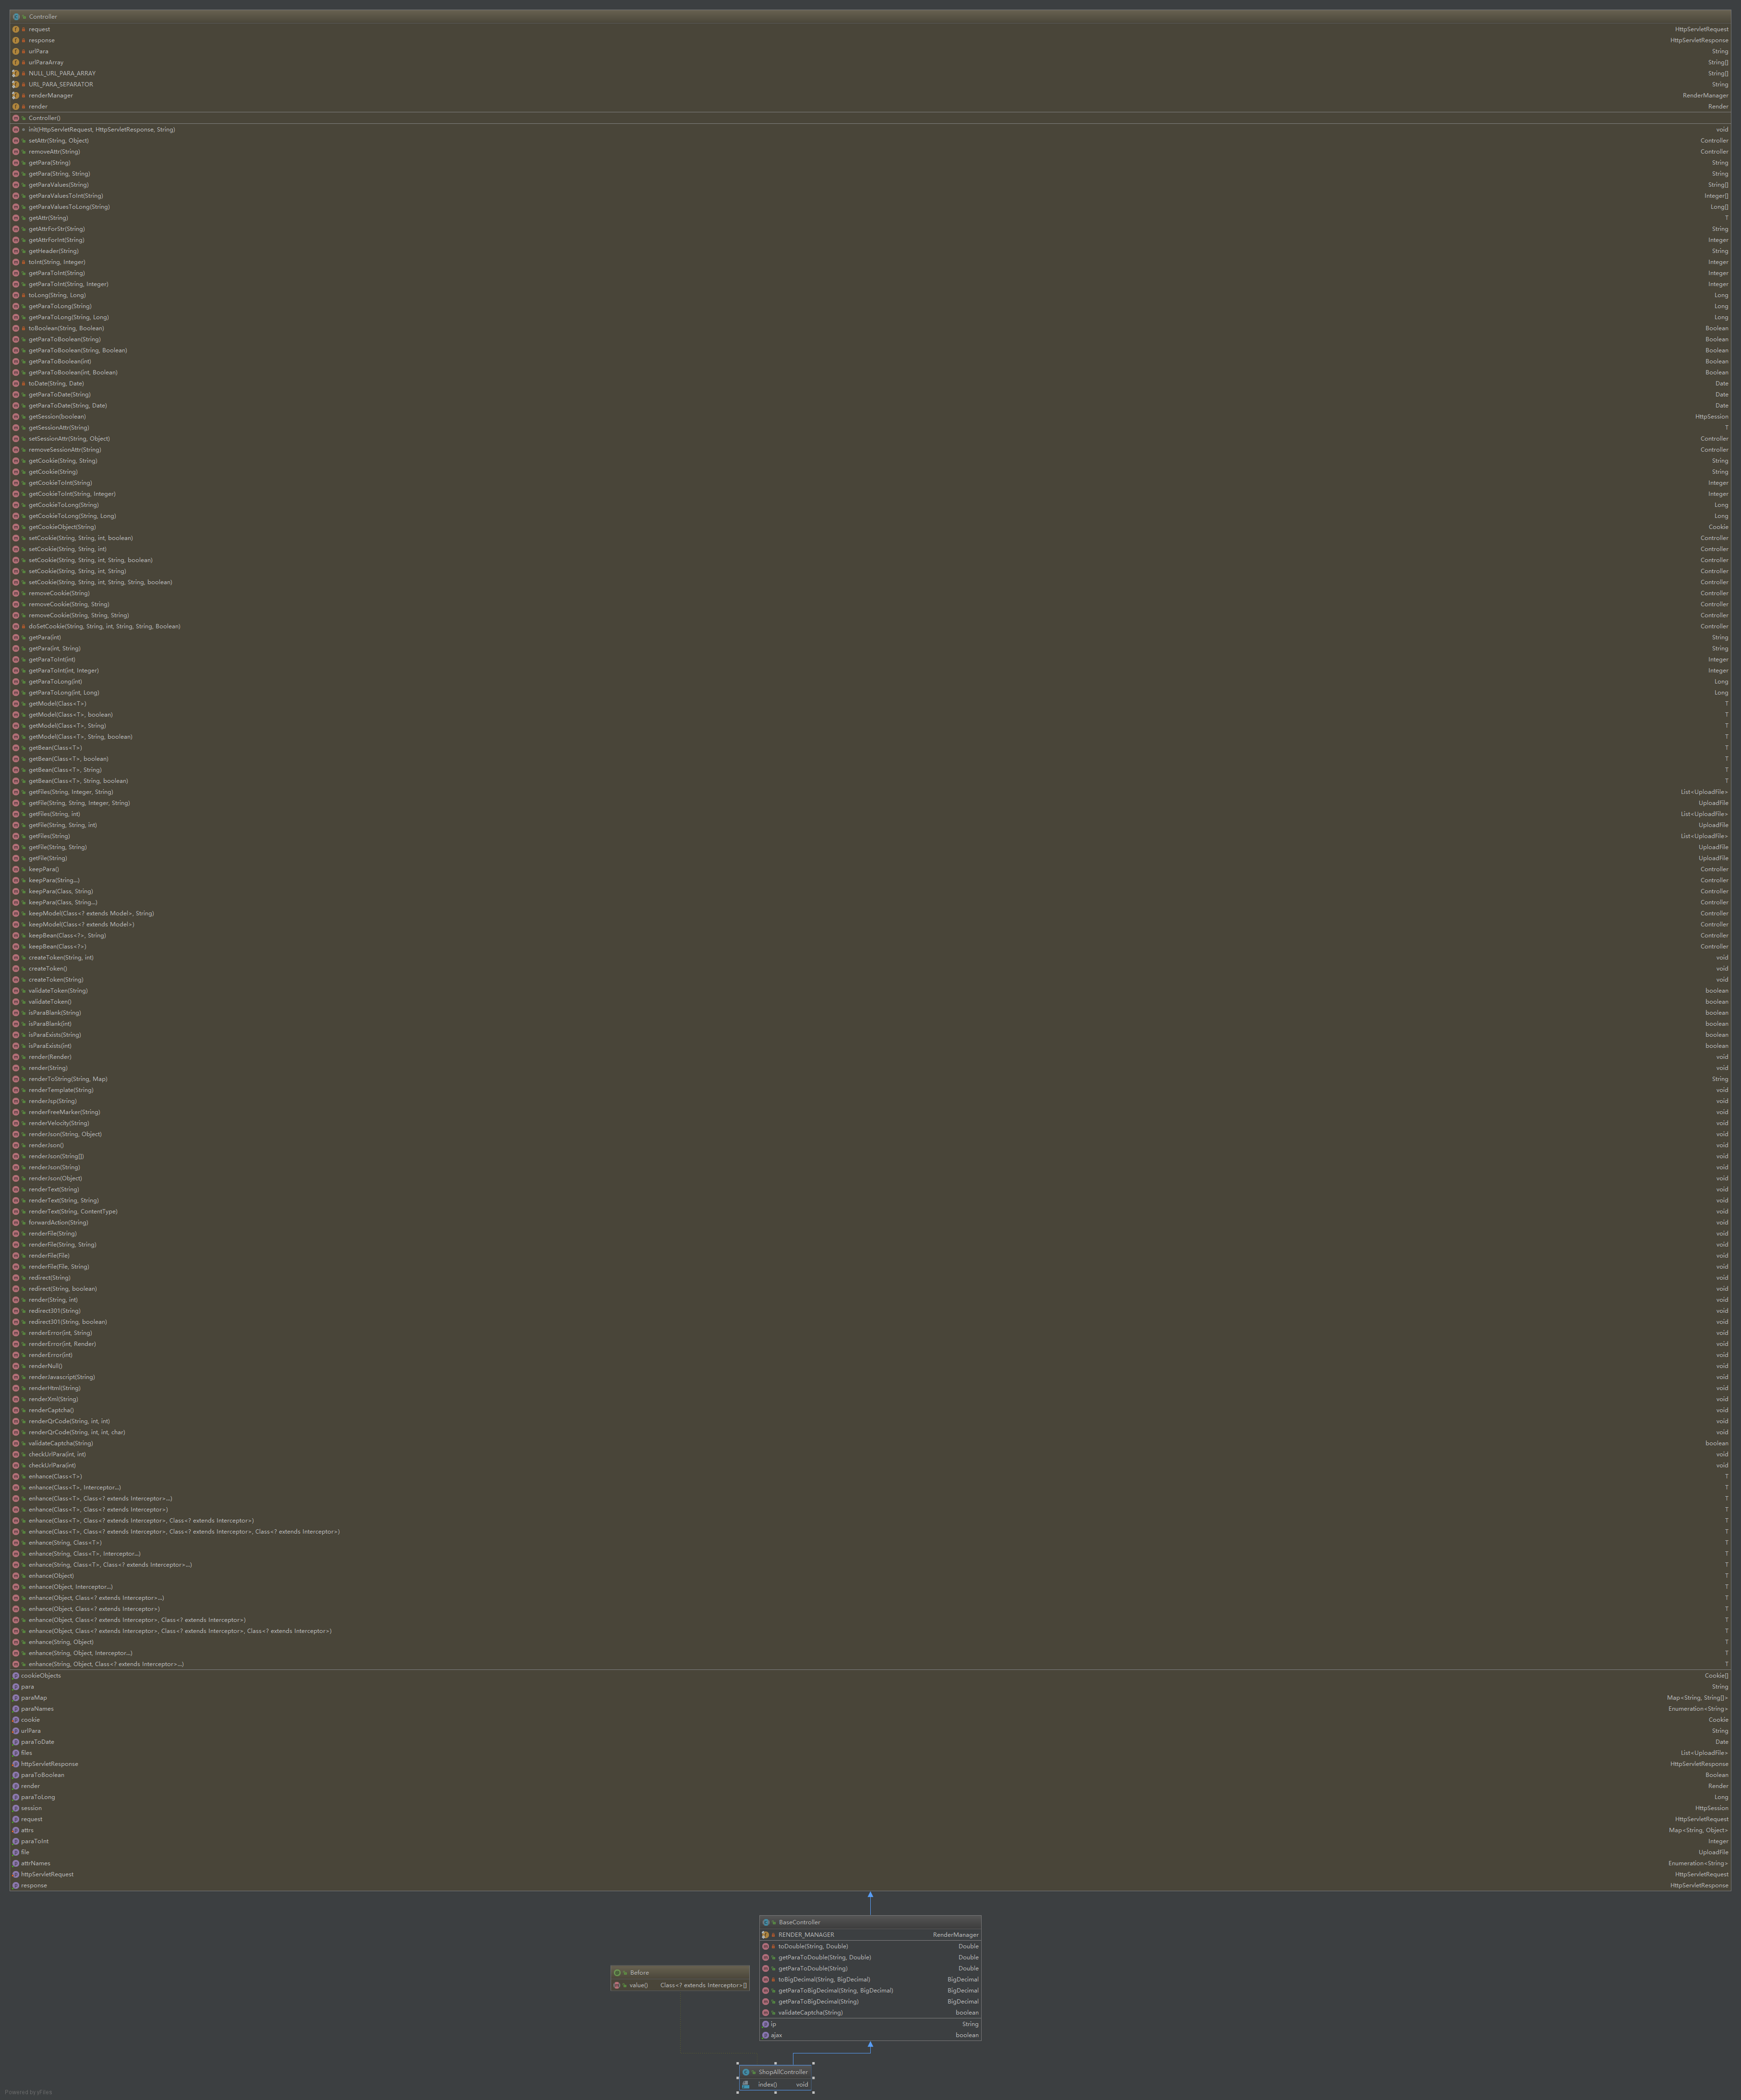 Controller
request HttpServletRequest
response HttpServletResponse
urlPara String
urlParaArray String[]
NULL_URL_PARA_ARRAY String[]
URL_PARA_SEPARATOR String
renderManager RenderManager
render Render
Controller()
init(HttpServletRequest, HttpServletResponse, String) void
setAttr(String, Object) Controller
removeAttr(String) Controller
getPara(String) String
getPara(String, String) String
getParaValues(String) String[]
getParaValuesToInt(String) Integer[]
getParaValuesToLong(String) Long[]
getAttr(String) T
getAttrForStr(String) String
getAttrForInt(String) Integer
getHeader(String) String
toInt(String, Integer) Integer
getParaToInt(String) Integer
getParaToInt(String, Integer) Integer
toLong(String, Long) Long
getParaToLong(String) Long
getParaToLong(String, Long) Long
toBoolean(String, Boolean) Boolean
getParaToBoolean(String) Boolean
getParaToBoolean(String, Boolean) Boolean
getParaToBoolean(int) Boolean
getParaToBoolean(int, Boolean) Boolean
toDate(String, Date) Date
getParaToDate(String) Date
getParaToDate(String, Date) Date
getSession(boolean) HttpSession
getSessionAttr(String) T
setSessionAttr(String, Object) Controller
removeSessionAttr(String) Controller
getCookie(String, String) String
getCookie(String) String
getCookieToInt(String) Integer
getCookieToInt(String, Integer) Integer
getCookieToLong(String) Long
getCookieToLong(String, Long) Long
getCookieObject(String) Cookie
setCookie(String, String, int, boolean) Controller
setCookie(String, String, int) Controller
setCookie(String, String, int, String, boolean) Controller
setCookie(String, String, int, String) Controller
setCookie(String, String, int, String, String, boolean) Controller
removeCookie(String) Controller
removeCookie(String, String) Controller
removeCookie(String, String, String) Controller
doSetCookie(String, String, int, String, String, Boolean) Controller
getPara(int) String
getPara(int, String) String
getParaToInt(int) Integer
getParaToInt(int, Integer) Integer
getParaToLong(int) Long
getParaToLong(int, Long) Long
getModel(Class<T>) T
getModel(Class<T>, boolean) T
getModel(Class<T>, String) T
getModel(Class<T>, String, boolean) T
getBean(Class<T>) T
getBean(Class<T>, boolean) T
getBean(Class<T>, String) T
getBean(Class<T>, String, boolean) T
getFiles(String, Integer, String) List<UploadFile>
getFile(String, String, Integer, String) UploadFile
getFiles(String, int) List<UploadFile>
getFile(String, String, int) UploadFile
getFiles(String) List<UploadFile>
getFile(String, String) UploadFile
getFile(String) UploadFile
keepPara() Controller
keepPara(String...) Controller
keepPara(Class, String) Controller
keepPara(Class, String...) Controller
keepModel(Class<? extends Model>, String) Controller
keepModel(Class<? extends Model>) Controller
keepBean(Class<?>, String) Controller
keepBean(Class<?>) Controller
createToken(String, int) void
createToken() void
createToken(String) void
validateToken(String) boolean
validateToken() boolean
isParaBlank(String) boolean
isParaBlank(int) boolean
isParaExists(String) boolean
isParaExists(int) boolean
render(Render) void
render(String) void
renderToString(String, Map) String
renderTemplate(String) void
renderJsp(String) void
renderFreeMarker(String) void
renderVelocity(String) void
renderJson(String, Object) void
renderJson() void
renderJson(String[]) void
renderJson(String) void
renderJson(Object) void
renderText(String) void
renderText(String, String) void
renderText(String, ContentType) void
forwardAction(String) void
renderFile(String) void
renderFile(String, String) void
renderFile(File) void
renderFile(File, String) void
redirect(String) void
redirect(String, boolean) void
render(String, int) void
redirect301(String) void
redirect301(String, boolean) void
renderError(int, String) void
renderError(int, Render) void
renderError(int) void
renderNull() void
renderJavascript(String) void
renderHtml(String) void
renderXml(String) void
renderCaptcha() void
renderQrCode(String, int, int) void
renderQrCode(String, int, int, char) void
validateCaptcha(String) boolean
checkUrlPara(int, int) void
checkUrlPara(int) void
enhance(Class<T>) T
enhance(Class<T>, Interceptor...) T
enhance(Class<T>, Class<? extends Interceptor>...) T
enhance(Class<T>, Class<? extends Interceptor>) T
enhance(Class<T>, Class<? extends Interceptor>, Class<? extends Interceptor>) T
enhance(Class<T>, Class<? extends Interceptor>, Class<? extends Interceptor>, Class<? extends Interceptor>) T
enhance(String, Class<T>) T
enhance(String, Class<T>, Interceptor...) T
enhance(String, Class<T>, Class<? extends Interceptor>...) T
enhance(Object) T
enhance(Object, Interceptor...) T
enhance(Object, Class<? extends Interceptor>...) T
enhance(Object, Class<? extends Interceptor>) T
enhance(Object, Class<? extends Interceptor>, Class<? extends Interceptor>) T
enhance(Object, Class<? extends Interceptor>, Class<? extends Interceptor>, Class<? extends Interceptor>) T
enhance(String, Object) T
enhance(String, Object, Interceptor...) T
enhance(String, Object, Class<? extends Interceptor>...) T
cookieObjects Cookie[]
para String
paraMap Map<String, String[]>
paraNames Enumeration<String>
cookie Cookie
urlPara String
paraToDate Date
files List<UploadFile>
httpServletResponse HttpServletResponse
paraToBoolean Boolean
render Render
paraToLong Long
session HttpSession
request HttpServletRequest
attrs Map<String, Object>
paraToInt Integer
file UploadFile
attrNames Enumeration<String>
httpServletRequest HttpServletRequest
response HttpServletResponse
BaseController
RENDER_MANAGER RenderManager
toDouble(String, Double) Double
getParaToDouble(String, Double) Double
getParaToDouble(String) Double
toBigDecimal(String, BigDecimal) BigDecimal
getParaToBigDecimal(String, BigDecimal) BigDecimal
getParaToBigDecimal(String) BigDecimal
validateCaptcha(String) boolean
ip String
ajax boolean
Before
value() Class<? extends Interceptor>[]
ShopAllController
index() void
Powered by yFiles